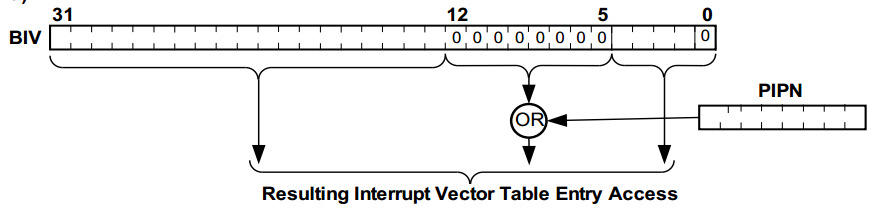 31 12 5 0
BIV 0 0 0 0 0 0 0 0 0
PIPN
OR
Resulting Interrupt Vector Table Entry Access